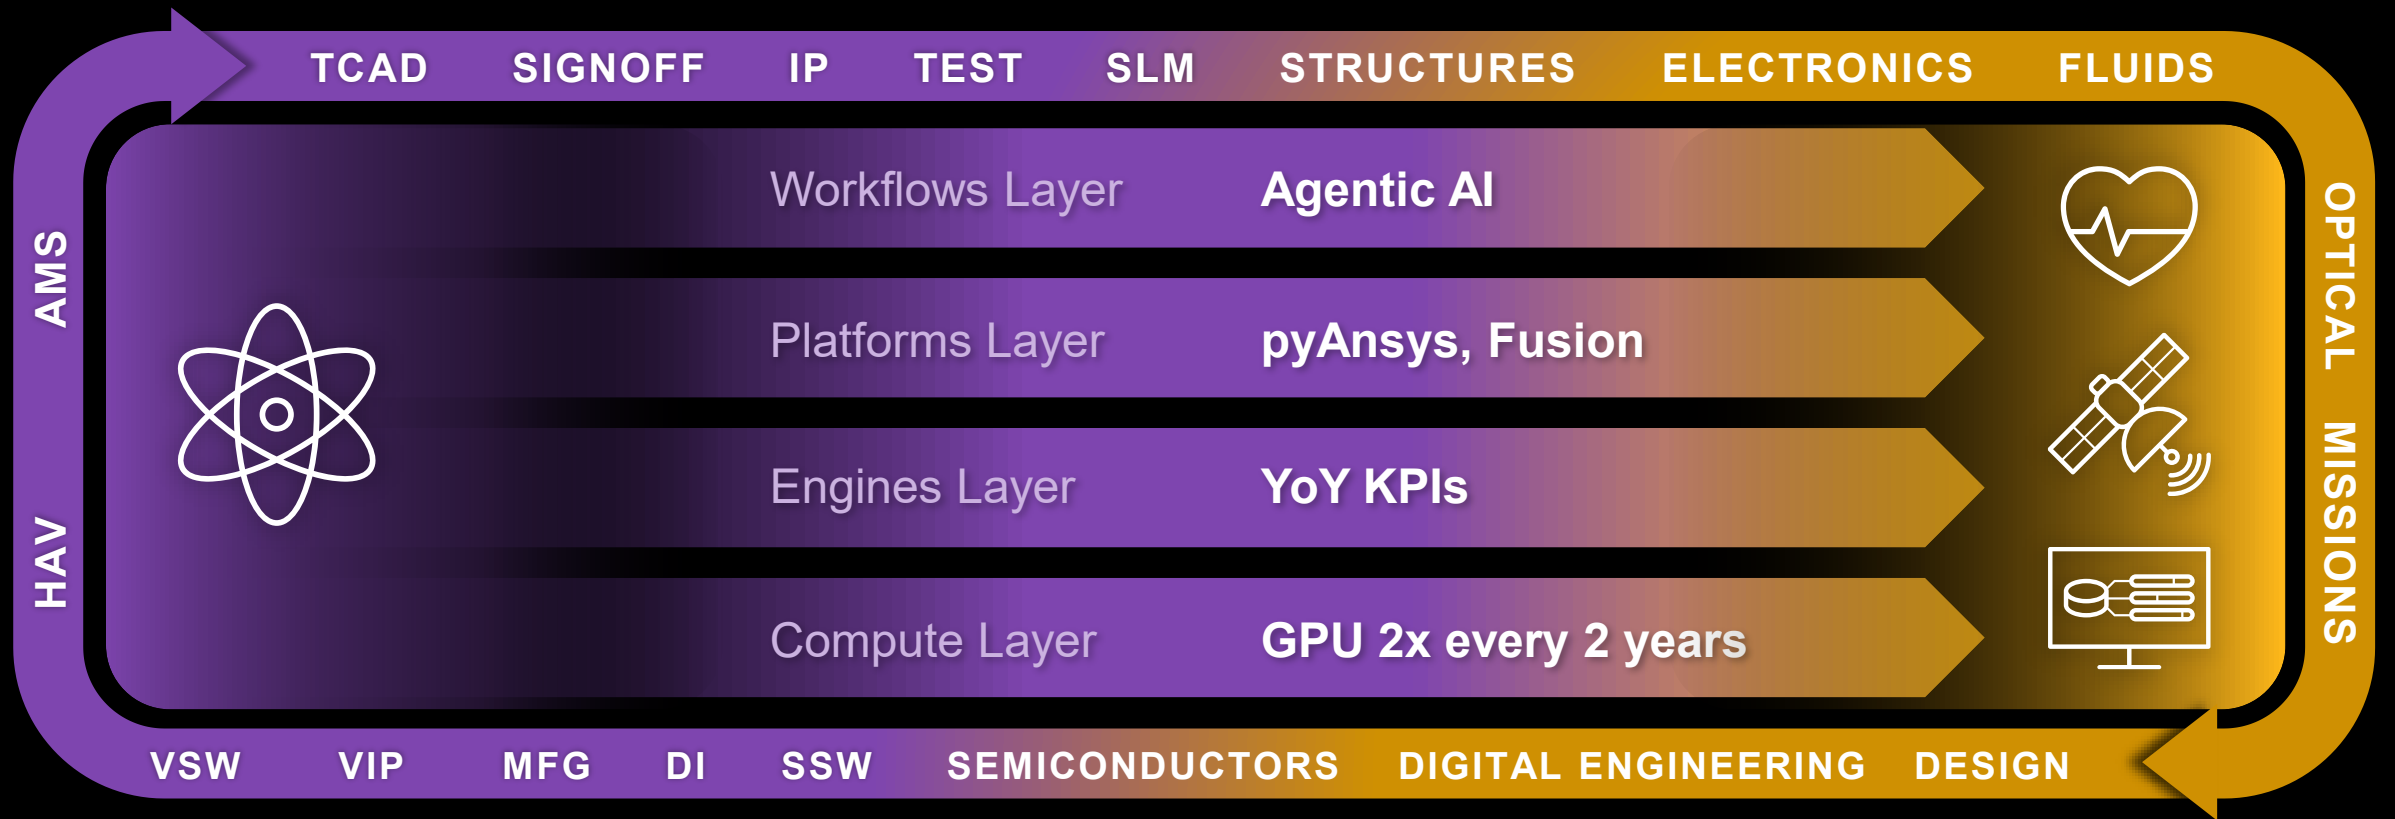 TCAD SIGNOFF IP TEST SLM STRUCTURES ELECTRONICS FLUIDS
AMS
HAV
Workflows Layer Agentic AI
Platforms Layer pyAnsys, Fusion
Engines Layer YoY KPIs
Compute Layer GPU 2x every 2 years
OPTICAL MISSIONS
VSW VIP MFG DI SSW SEMICONDUCTORS DIGITAL ENGINEERING DESIGN